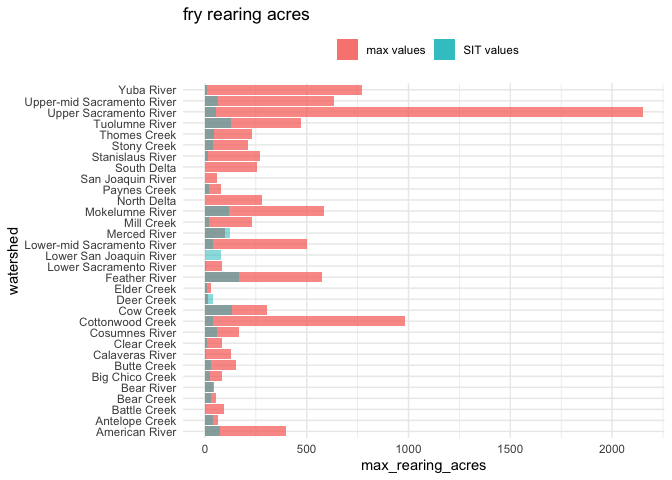 fry rearing acres
max values SIT values
Yuba River
Upper-mid Sacramento River
Upper Sacramento River
Tuolumne River
Thomes Creek
Stony Creek
Stanislaus River
South Delta
San Joaquin River
Paynes Creek
North Delta
Mokelumne River
Mill Creek
Merced River
Lower-mid Sacramento River
Lower San Joaquin River
Lower Sacramento River
Feather River
Elder Creek
Deer Creek
Cow Creek
Cottonwood Creek
Cosumnes River
Clear Creek
Calaveras River
Butte Creek
Big Chico Creek
Bear River
Bear Creek
Battle Creek
Antelope Creek
American River
watershed
0 500 1000 1500 2000
max_rearing_acres